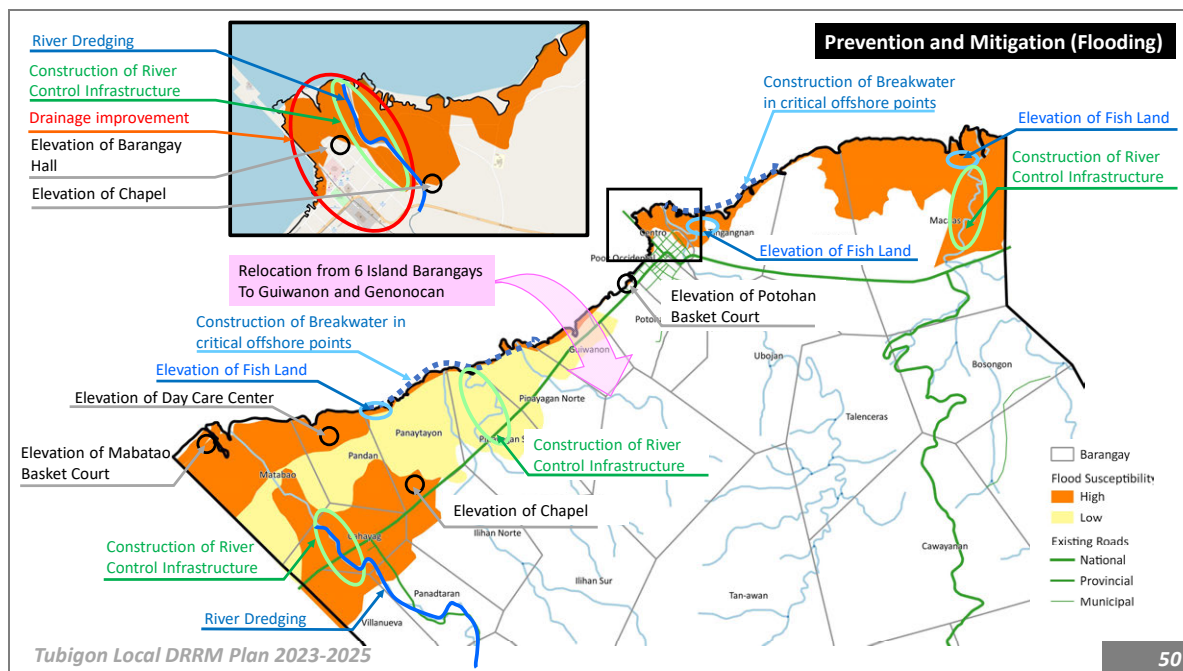 Prevention and Mitigation (Flooding)
River Dredging
Construction of River
Control Infrastructure
Drainage improvement
Elevation of Barangay
Hall
Elevation of Chapel
Construction of Breakwater
in critical offshore points
Elevation of Fish Land
Construction of River
Control Infrastructure
Macaas
Centro
Tinangnan
Pooc Occidental
Elevation of Fish Land
Relocation from 6 Island Barangays
To Guiwanon and Genonocan
Elevation of Potohan
Basket Court
Construction of Breakwater in
critical offshore points
Guiwanon
Ubojan
Bosongon
Elevation of Fish Land
Elevation of Day Care Center
Pinayagan Norte
Talenceras
Panaytayon
Elevation of Mabatao
Basket Court
Pandan
Construction of River
Control Infrastructure
Matabao
Elevation of Chapel
Ilihan Norte
Cahayag
Construction of River
Control Infrastructure
Cawayanan
Ilihan Sur
Panadtaran
Tan-awan
River Dredging
Villanueva
Barangay
Flood Susceptibility
High
Low
Existing Roads
National
Provincial
Municipal
Tubigon Local DRRM Plan 2023-2025
50